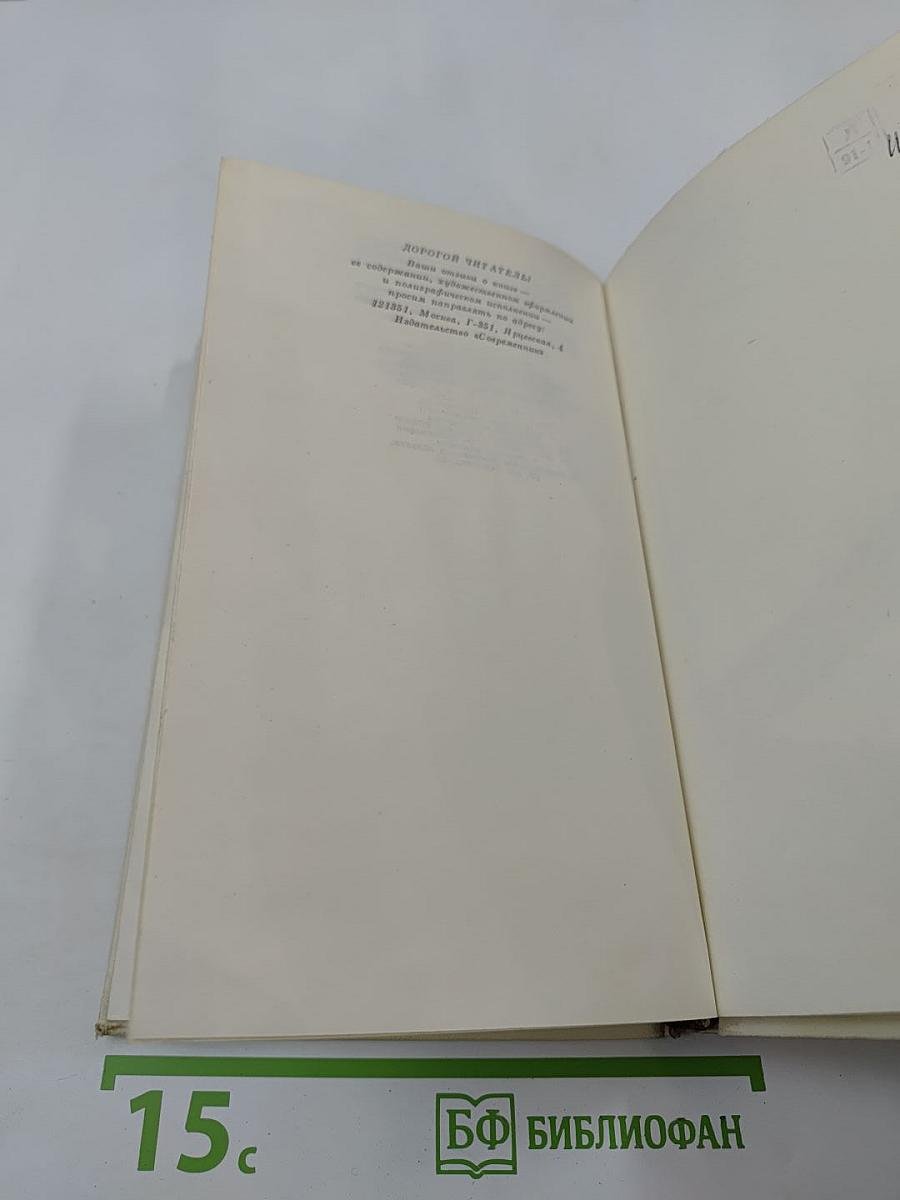 ДОРОГОЙ ЧИТАТЕЛЬ!
Ваши отзывы о книге —
ее содержании, художественном оформлении
и полиграфическом исполнении —
просим направлять по адресу:
121351, Москва, Г-351, Ярцевская, 4
Издательство «Современник»
15 с
БФ БИБЛИОФАН